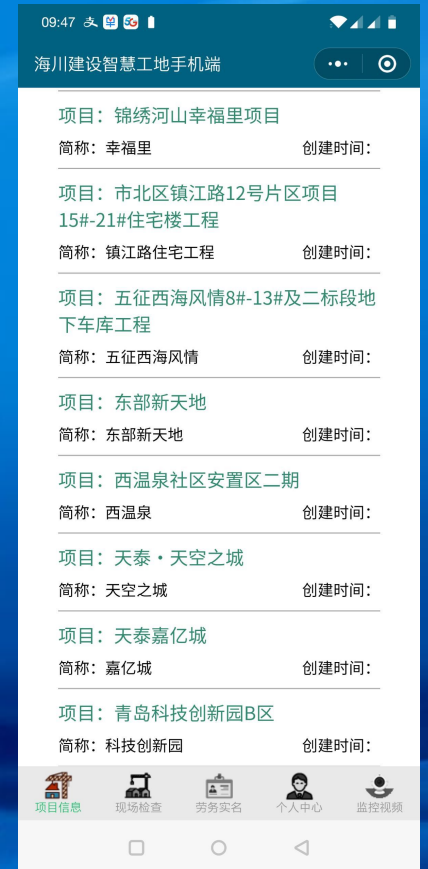 09:47
海川建设智慧工地手机端
项目：锦绣河山幸福里项目
简称：幸福里 创建时间：
项目：市北区镇江路12号片区项目
15#-21#住宅楼工程
简称：镇江路住宅工程 创建时间：
项目：五征西海风情8#-13#及二标段地
下车库工程
简称：五征西海风情 创建时间：
项目：东部新天地
简称：东部新天地 创建时间：
项目：西温泉社区安置区二期
简称：西温泉 创建时间：
项目：天泰·天空之城
简称：天空之城 创建时间：
项目：天泰嘉亿城
简称：嘉亿城 创建时间：
项目：青岛科技创新园B区
简称：科技创新园 创建时间：
项目信息 现场检查 劳务实名 个人中心 监控视频